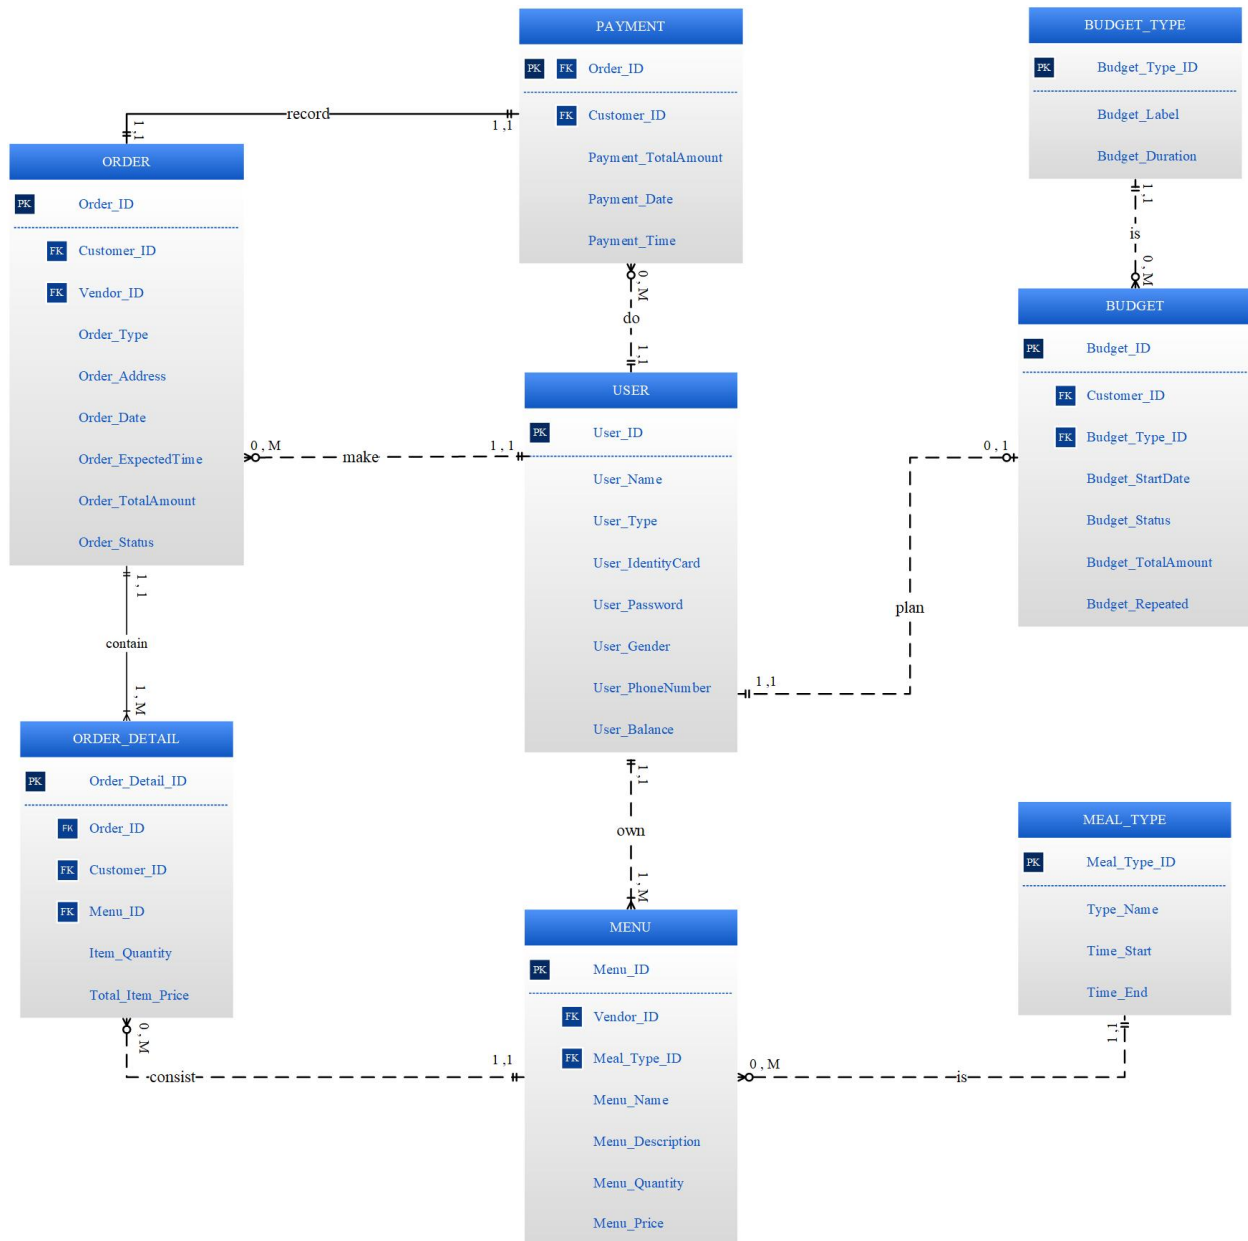 PAYMENT
PK FK Order_ID
FK Customer_ID
Payment_TotalAmount
Payment_Date
Payment_Time
BUDGET_TYPE
PK Budget_Type_ID
Budget_Label
Budget_Duration
record
1,1
1 ,1
ORDER
PK Order_ID
FK Customer_ID
FK Vendor_ID
Order_Type
Order_Address
Order_Date
Order_ExpectedTime
Order_TotalAmount
Order_Status
1,1
is
0, M
BUDGET
PK Budget_ID
FK Customer_ID
FK Budget_Type_ID
Budget_StartDate
Budget_Status
Budget_TotalAmount
Budget_Repeated
0, M
do
1,1
USER
PK User_ID
User_Name
User_Type
User_IdentityCard
User_Password
User_Gender
User_PhoneNumber
User_Balance
0 , M
make
1 , 1
0 , 1
plan
1 ,1
1 , 1
contain
1, M
ORDER_DETAIL
PK Order_Detail_ID
FK Order_ID
FK Customer_ID
FK Menu_ID
Item_Quantity
Total_Item_Price
1,1
own
1, M
MENU
PK Menu_ID
FK Vendor_ID
FK Meal_Type_ID
Menu_Name
Menu_Description
Menu_Quantity
Menu_Price
MEAL_TYPE
PK Meal_Type_ID
Type_Name
Time_Start
Time_End
0, M
consist
1 ,1
0 , M
is
1,1